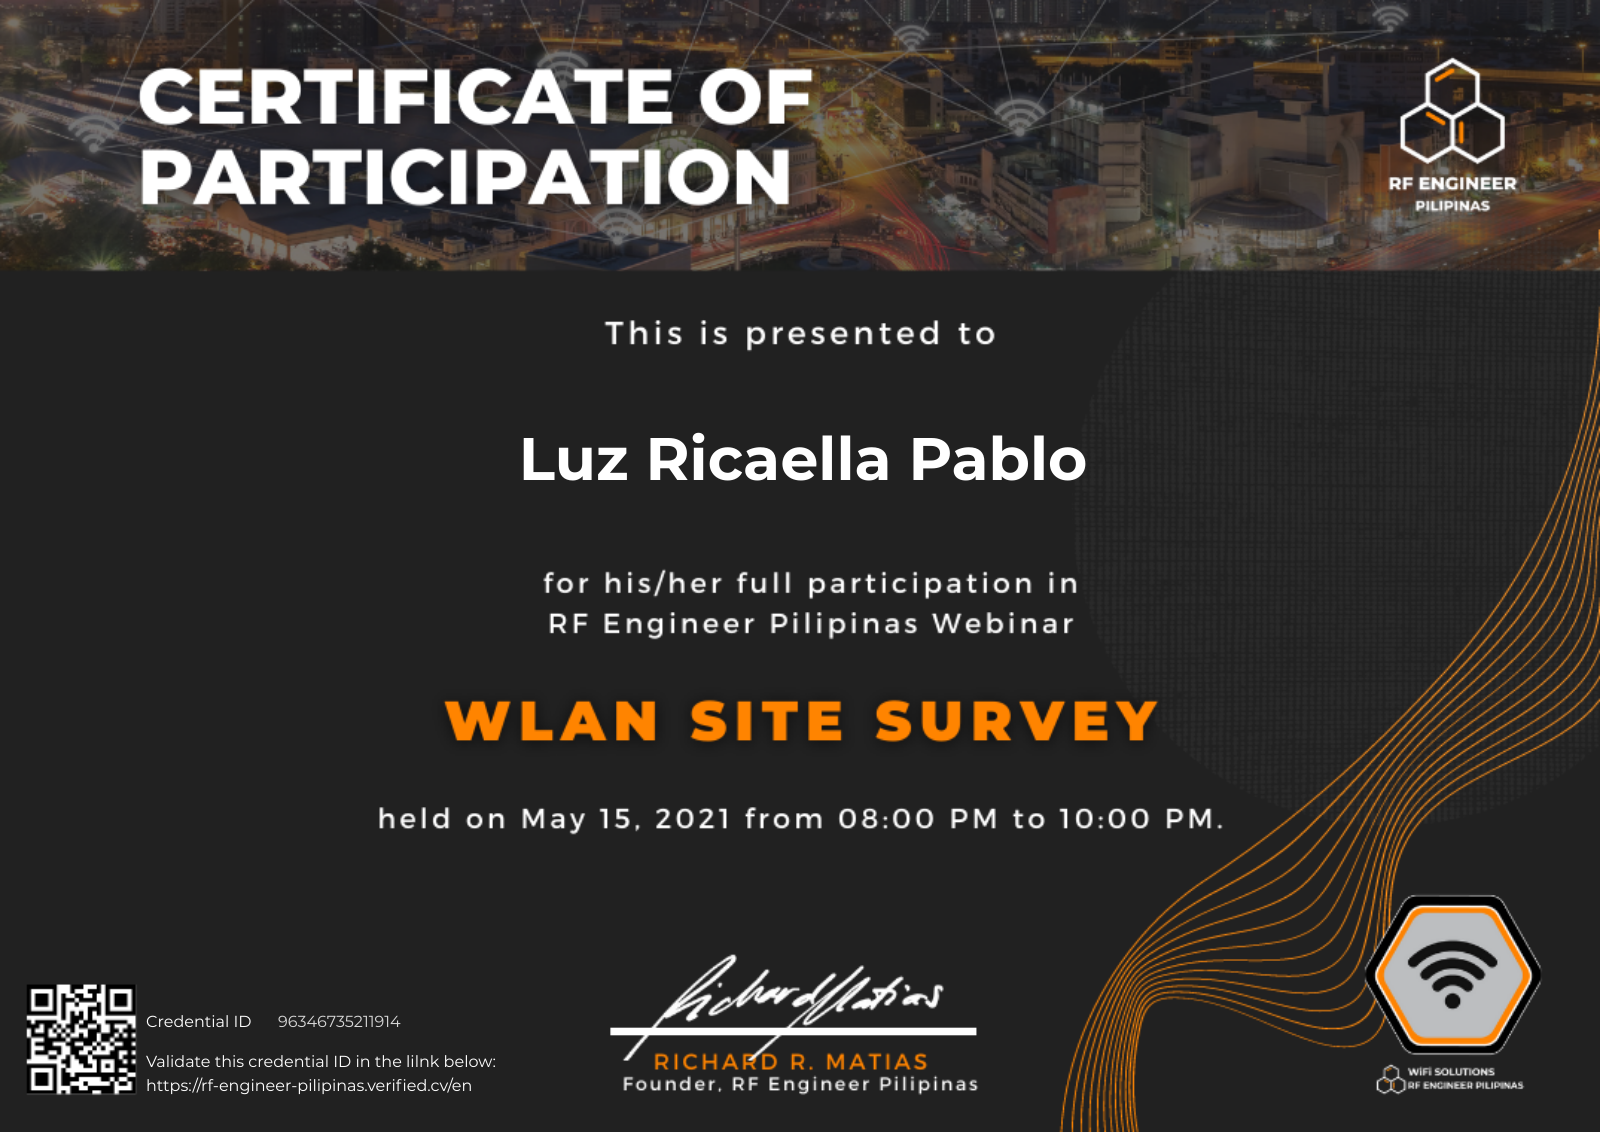 CERTIFICATE OF
PARTICIPATION
RF ENGINEER
PILIPINAS
This is presented to
Luz Ricaella Pablo
for his/her full participation in
RF Engineer Pilipinas Webinar
WLAN SITE SURVEY
held on May 15, 2021 from 08:00 PM to 10:00 PM.
Richard Matias
RICHARD R. MATIAS
Founder, RF Engineer Pilipinas
Credential ID 96346735211914
Validate this credential ID in the lilnk below:
https://rf-engineer-pilipinas.verified.cv/en
WiFi SOLUTIONS
RF ENGINEER PILIPINAS